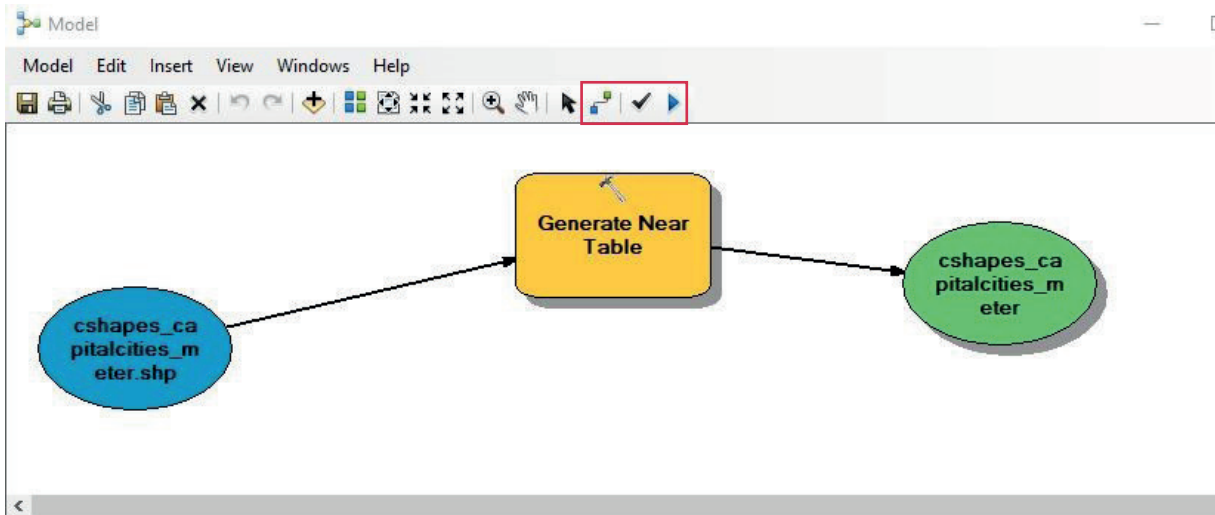 Model
Model Edit Insert View Windows Help
Generate Near
Table
cshapes_ca
pitalcities_m
eter
cshapes_ca
pitalcities_m
eter.shp